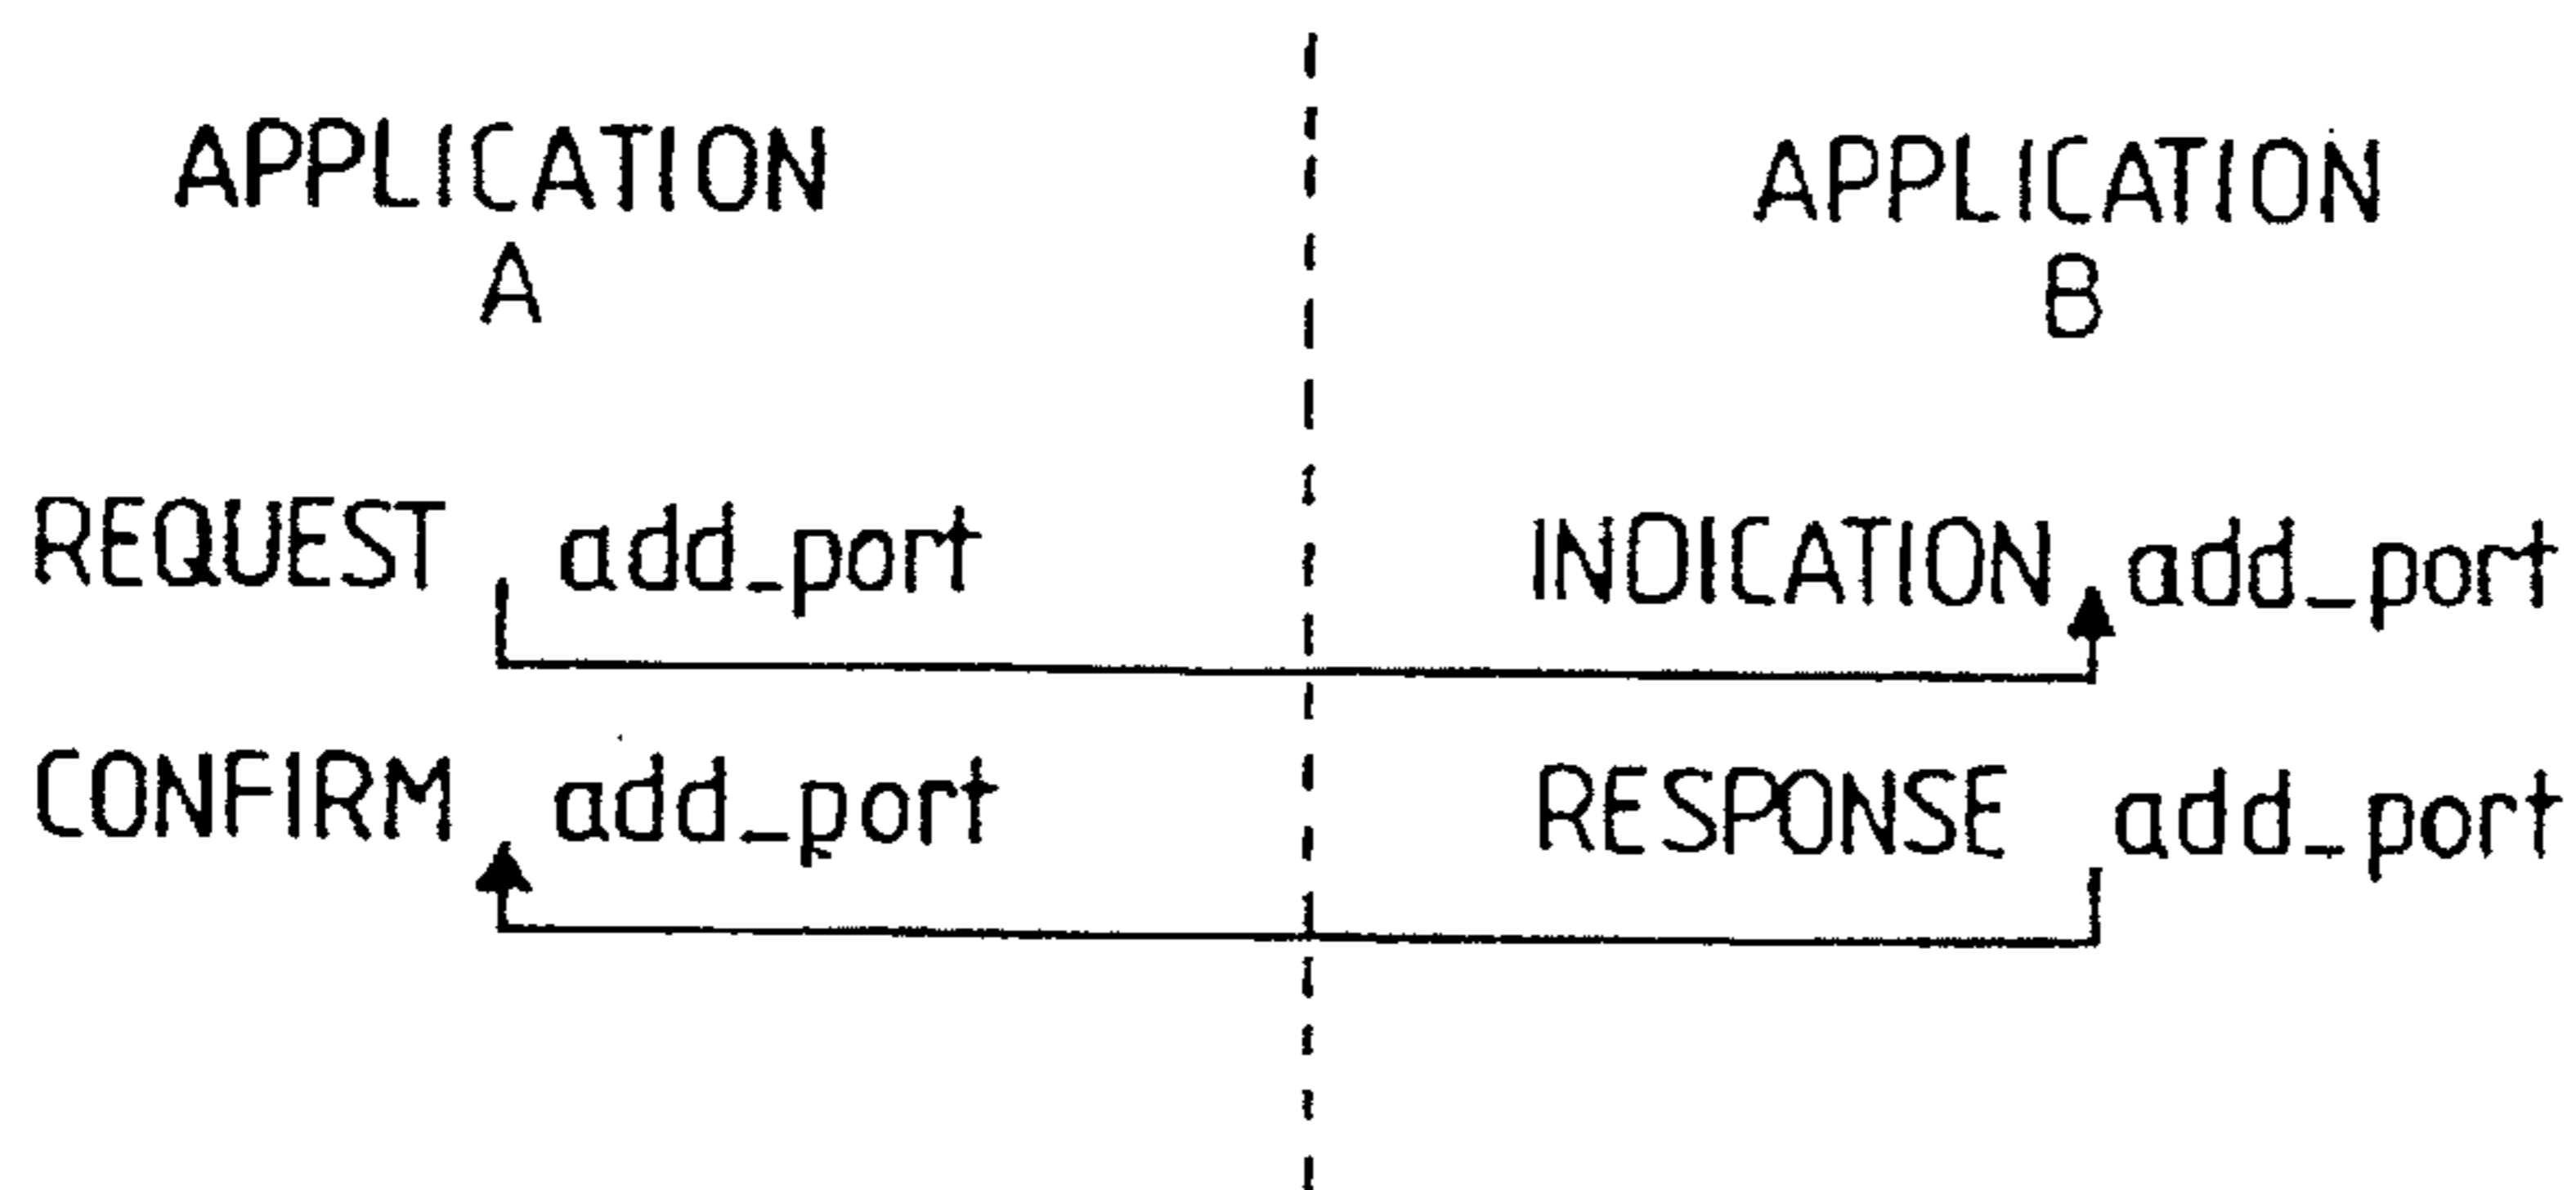 APPLICATION
A
APPLICATION
B
REQUEST add_port
INDICATION add_port
CONFIRM add_port
RESPONSE add_port